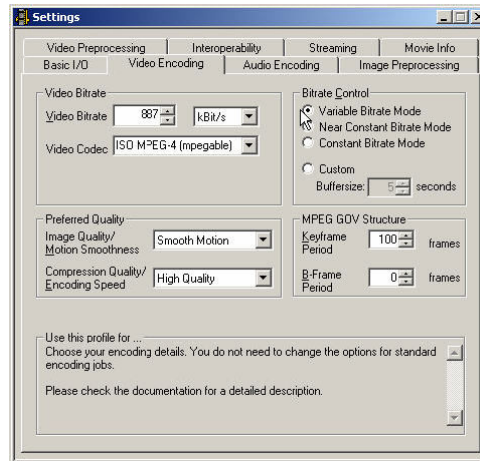 Settings
Video Preprocessing Interoperability Streaming Movie Info
Basic I/O Video Encoding Audio Encoding Image Preprocessing
Video Bitrate
Video Bitrate 887 kBit/s
Video Codec ISO MPEG-4 (mpegable)
Bitrate Control
Variable Bitrate Mode
Near Constant Bitrate Mode
Constant Bitrate Mode
Custom
Buffersize: 5 seconds
Preferred Quality
Image Quality/
Motion Smoothness Smooth Motion
Compression Quality/
Encoding Speed High Quality
MPEG GOV Structure
Keyframe
Period 100 frames
B-Frame
Period 0 frames
Use this profile for ...
Choose your encoding details. You do not need to change the options for standard
encoding jobs.
Please check the documentation for a detailed description.